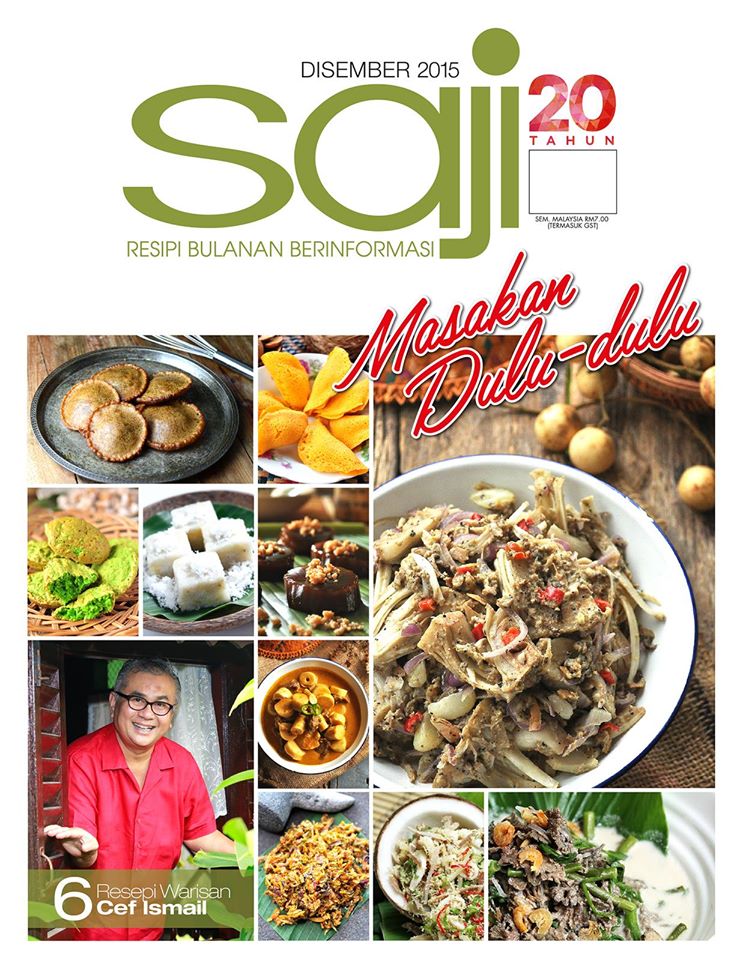 DISEMBER 2015
saji
20
TAHUN
SEM. MALAYSIA RM7.00
(TERMASUK GST)
RESIPI BULANAN BERINFORMASI
Masakan
Dulu-dulu
6 Resepi Warisan
Cef Ismail